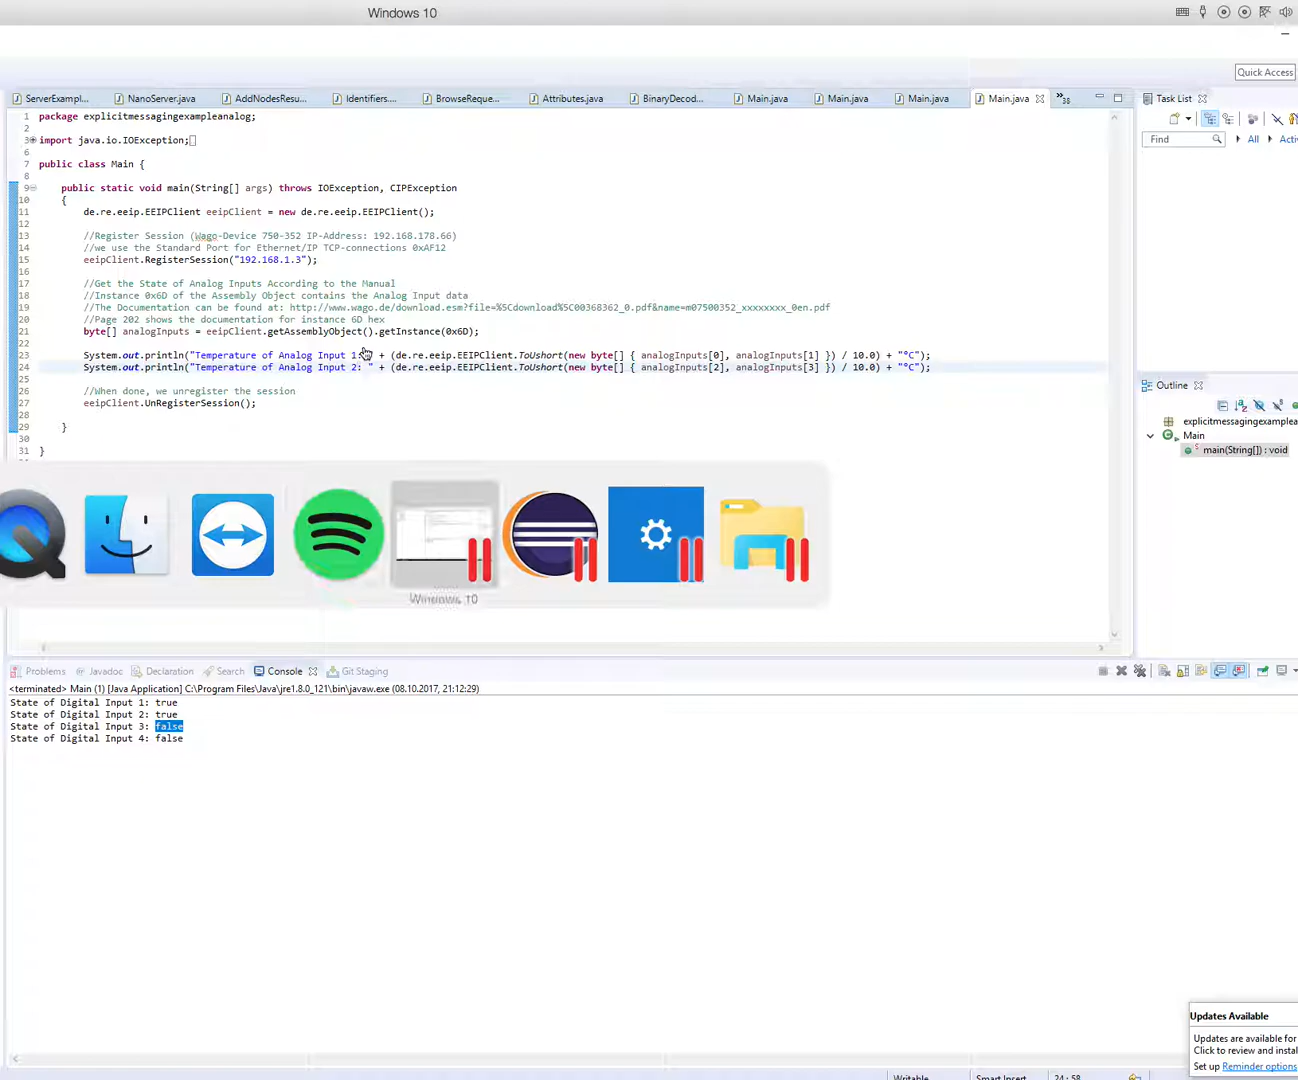 Windows 10
Quick Access
ServerExampl...
NanoServer.java
AddNodesResu...
Identifiers....
BrowseReque...
Attributes.java
BinaryDecod...
Main.java
Main.java
Main.java
Main.java
»38
Task List
1 package explicitmessagingexampleanalog;
2
3 import java.io.IOException;
Find
All
Activ
6
7 public class Main {
8
9 public static void main(String[] args) throws IOException, CIPException
10 {
11 de.re.eeip.EEIPClient eeipClient = new de.re.eeip.EEIPClient();
12
13 //Register Session (Wago-Device 750-352 IP-Address: 192.168.178.66)
14 //we use the Standard Port for Ethernet/IP TCP-connections 0xAF12
15 eeipClient.RegisterSession("192.168.1.3");
16
17 //Get the State of Analog Inputs According to the Manual
18 //Instance 0x6D of the Assembly Object contains the Analog Input data
19 //The Documentation can be found at: http://www.wago.de/download.esm?file=%5Cdownload%5C00368362_0.pdf&name=m07500352_xxxxxxxx_0en.pdf
20 //Page 202 shows the documentation for instance 6D hex
21 byte[] analogInputs = eeipClient.getAssemblyObject().getInstance(0x6D);
22
23 System.out.println("Temperature of Analog Input 1: " + (de.re.eeip.EEIPClient.ToUshort(new byte[] { analogInputs[0], analogInputs[1] }) / 10.0) + "°C");
24 System.out.println("Temperature of Analog Input 2: " + (de.re.eeip.EEIPClient.ToUshort(new byte[] { analogInputs[2], analogInputs[3] }) / 10.0) + "°C");
25
26 //When done, we unregister the session
27 eeipClient.UnRegisterSession();
28
29 }
30
31 }
Outline
explicitmessagingexamplea
Main
main(String[]) : void
Windows 10
Problems
Javadoc
Declaration
Search
Console
Git Staging
<terminated> Main (1) [Java Application] C:\Program Files\Java\jre1.8.0_121\bin\javaw.exe (08.10.2017, 21:12:29)
State of Digital Input 1: true
State of Digital Input 2: true
State of Digital Input 3: false
State of Digital Input 4: false
Updates Available
Updates are available for
Click to review and instal
Set up Reminder options
Writable
Smart Insert
24 : 58